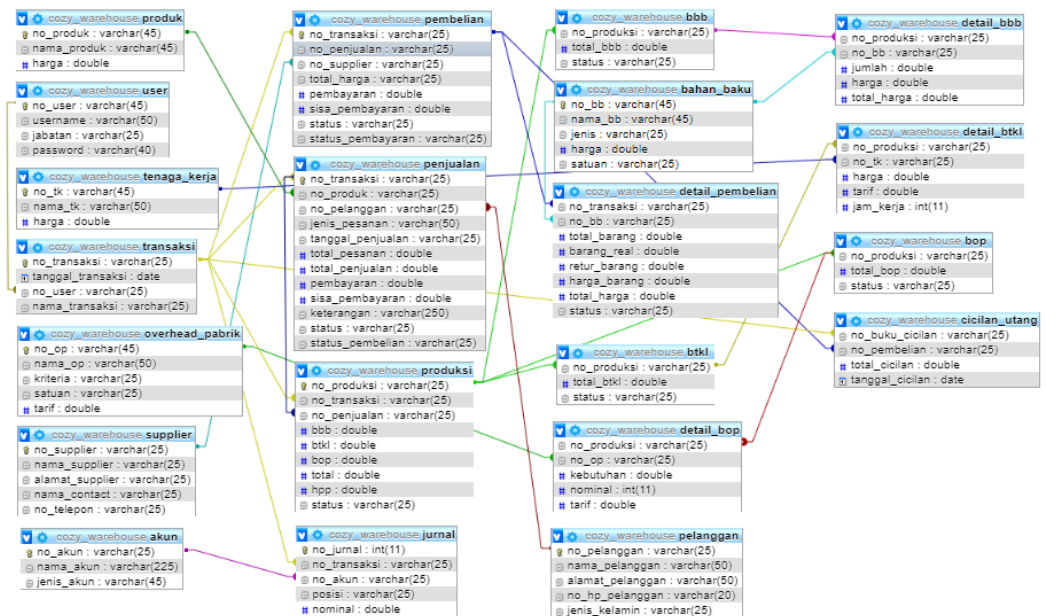 cozy_warehouse produk
no_produk : varchar(45)
nama_produk : varchar(45)
harga : double
cozy_warehouse user
no_user : varchar(45)
username : varchar(50)
jabatan : varchar(25)
password : varchar(40)
cozy_warehouse tenaga_kerja
no_tk : varchar(45)
nama_tk : varchar(50)
harga : double
cozy_warehouse transaksi
no_transaksi : varchar(25)
tanggal_transaksi : date
no_user : varchar(25)
nama_transaksi : varchar(25)
cozy_warehouse overhead_pabrik
no_op : varchar(45)
nama_op : varchar(50)
kriteria : varchar(25)
satuan : varchar(25)
tarif : double
cozy_warehouse supplier
no_supplier : varchar(25)
nama_supplier : varchar(25)
alamat_supplier : varchar(25)
nama_contact : varchar(25)
no_telepon : varchar(25)
cozy_warehouse akun
no_akun : varchar(25)
nama_akun : varchar(225)
jenis_akun : varchar(45)
cozy_warehouse pembelian
no_transaksi : varchar(25)
no_penjualan : varchar(25)
no_supplier : varchar(25)
total_harga : varchar(25)
pembayaran : double
sisa_pembayaran : double
status : varchar(25)
status_pembayaran : varchar(25)
cozy_warehouse penjualan
no_transaksi : varchar(25)
no_produk : varchar(25)
no_pelanggan : varchar(25)
jenis_pesanan : varchar(50)
tanggal_penjualan : varchar(25)
total_pesanan : double
total_penjualan : double
pembayaran : double
sisa_pembayaran : double
keterangan : varchar(250)
status : varchar(25)
status_pembelian : varchar(25)
cozy_warehouse produksi
no_produksi : varchar(25)
no_transaksi : varchar(25)
no_penjualan : varchar(25)
bbb : double
btkl : double
bop : double
total : double
hpp : double
status : varchar(25)
cozy_warehouse jurnal
no_jurnal : int(11)
no_transaksi : varchar(25)
no_akun : varchar(25)
posisi : varchar(25)
nominal : double
cozy_warehouse bbb
no_produksi : varchar(25)
total_bbb : double
status : varchar(25)
cozy_warehouse bahan_baku
no_bb : varchar(45)
nama_bb : varchar(45)
jenis : varchar(25)
harga : double
satuan : varchar(25)
cozy_warehouse detail_pembelian
no_transaksi : varchar(25)
no_bb : varchar(25)
total_barang : double
barang_real : double
retur_barang : double
harga_barang : double
total_harga : double
status : varchar(25)
cozy_warehouse btkl
no_produksi : varchar(25)
total_btkl : double
status : varchar(25)
cozy_warehouse detail_bop
no_produksi : varchar(25)
no_op : varchar(25)
kebutuhan : double
nominal : int(11)
tarif : double
cozy_warehouse pelanggan
no_pelanggan : varchar(25)
nama_pelanggan : varchar(50)
alamat_pelanggan : varchar(50)
no_hp_pelanggan : varchar(20)
jenis_kelamin : varchar(25)
cozy_warehouse detail_bbb
no_produksi : varchar(25)
no_bb : varchar(25)
jumlah : double
harga : double
total_harga : double
cozy_warehouse detail_btkl
no_produksi : varchar(25)
no_tk : varchar(25)
harga : double
tarif : double
jam_kerja : int(11)
cozy_warehouse bop
no_produksi : varchar(25)
total_bop : double
status : varchar(25)
cozy_warehouse cicilan_utang
no_buku_cicilan : varchar(25)
no_pembelian : varchar(25)
total_cicilan : double
tanggal_cicilan : date